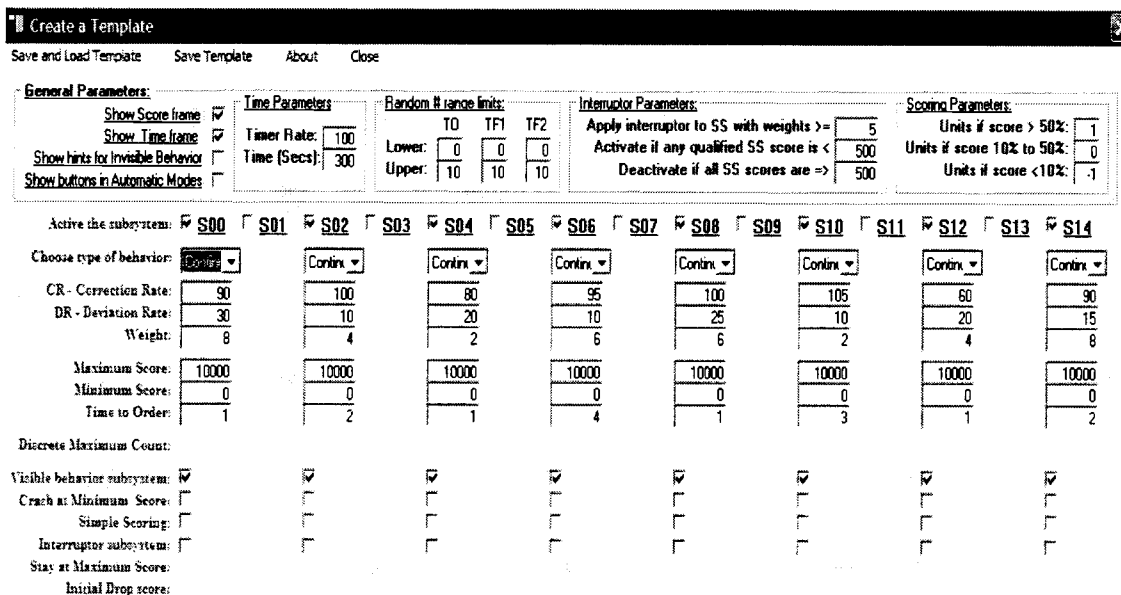 Create a Template
Save and Load Template Save Template About Close
General Parameters:
Show Score frame
Show Time frame
Show hints for Invisible Behavior
Show buttons in Automatic Modes
Time Parameters
Timer Rate: 100
Time (Secs): 300
Random # range limits:
TO TF1 TF2
Lower: 0 0 0
Upper: 10 10 10
Interruptor Parameters:
Apply interruptor to SS with weights >= 5
Activate if any qualified SS score is < 500
Deactivate if all SS scores are => 500
Scoring Parameters:
Units if score > 50%: 1
Units if score 10% to 50%: 0
Units if score <10%: -1
Active the subsystem: S00 S01 S02 S03 S04 S05 S06 S07 S08 S09 S10 S11 S12 S13 S14
Choose type of behavior: Contin Contin Contin Contin Contin Contin Contin Contin
CR - Correction Rate: 90 100 80 95 100 105 60 90
DR - Deviation Rate: 30 10 20 10 25 10 20 15
Weight: 8 4 2 6 6 2 4 8
Maximum Score: 10000 10000 10000 10000 10000 10000 10000 10000
Minimum Score: 0 0 0 0 0 0 0 0
Time to Order: 1 2 1 4 1 3 1 2
Discrete Maximum Count:
Visible behavior subsystem:
Crash at Minimum Score:
Simple Scoring:
Interruptor subsystem:
Stay at Maximum Score:
Initial Drop score: